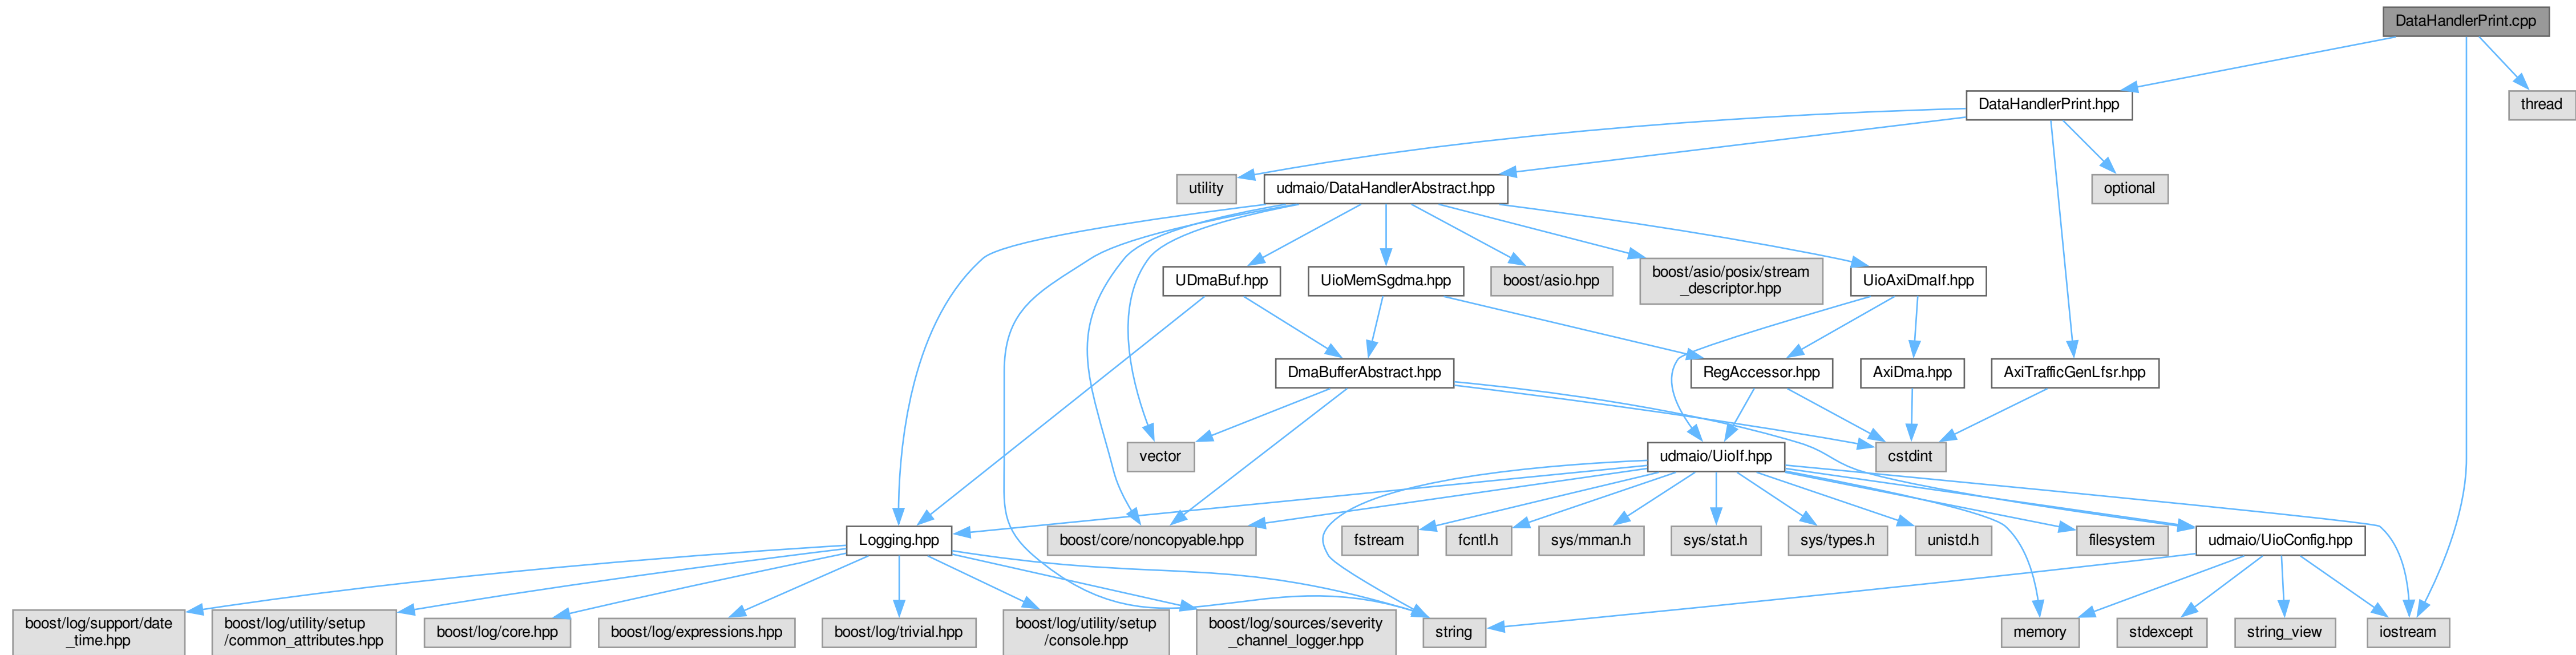 DataHandlerPrint.cpp
DataHandlerPrint.hpp
thread
utility
udmaio/DataHandlerAbstract.hpp
optional
UDmaBuf.hpp
UioMemSgdma.hpp
boost/asio.hpp
boost/asio/posix/stream
_descriptor.hpp
UioAxiDmaIf.hpp
DmaBufferAbstract.hpp
RegAccessor.hpp
AxiDma.hpp
AxiTrafficGenLfsr.hpp
vector
udmaio/UioIf.hpp
cstdint
Logging.hpp
boost/core/noncopyable.hpp
fstream
fcntl.h
sys/mman.h
sys/stat.h
sys/types.h
unistd.h
filesystem
udmaio/UioConfig.hpp
boost/log/support/date
_time.hpp
boost/log/utility/setup
/common_attributes.hpp
boost/log/core.hpp
boost/log/expressions.hpp
boost/log/trivial.hpp
boost/log/utility/setup
/console.hpp
boost/log/sources/severity
_channel_logger.hpp
string
memory
stdexcept
string_view
iostream